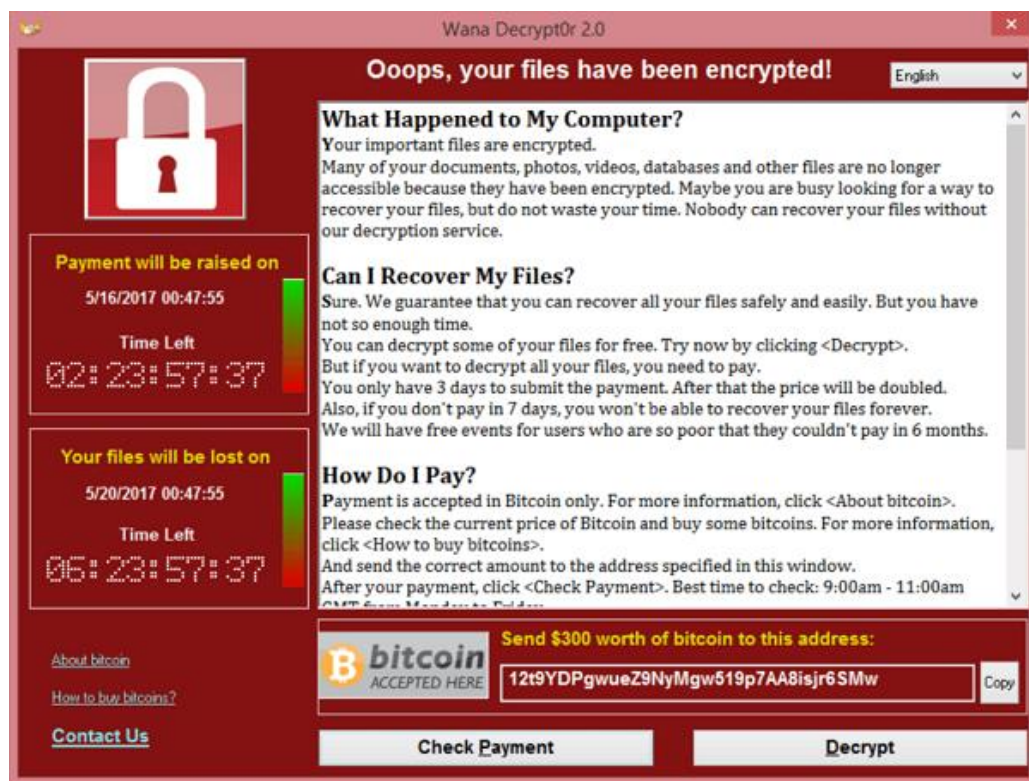 Wana Decrypt0r 2.0
Ooops, your files have been encrypted!
English
What Happened to My Computer?
Your important files are encrypted.
Many of your documents, photos, videos, databases and other files are no longer
accessible because they have been encrypted. Maybe you are busy looking for a way to
recover your files, but do not waste your time. Nobody can recover your files without
our decryption service.
Can I Recover My Files?
Sure. We guarantee that you can recover all your files safely and easily. But you have
not so enough time.
You can decrypt some of your files for free. Try now by clicking <Decrypt>.
But if you want to decrypt all your files, you need to pay.
You only have 3 days to submit the payment. After that the price will be doubled.
Also, if you don't pay in 7 days, you won't be able to recover your files forever.
We will have free events for users who are so poor that they couldn't pay in 6 months.
How Do I Pay?
Payment is accepted in Bitcoin only. For more information, click <About bitcoin>.
Please check the current price of Bitcoin and buy some bitcoins. For more information,
click <How to buy bitcoins>.
And send the correct amount to the address specified in this window.
After your payment, click <Check Payment>. Best time to check: 9:00am - 11:00am
GMT from Monday to Friday.
Payment will be raised on
5/16/2017 00:47:55
Time Left
02:23:57:37
Your files will be lost on
5/20/2017 00:47:55
Time Left
06:23:57:37
About bitcoin
How to buy bitcoins?
Contact Us
bitcoin
ACCEPTED HERE
Send $300 worth of bitcoin to this address:
12t9YDPgwueZ9NyMgw519p7AA8isjr6SMw
Copy
Check Payment
Decrypt